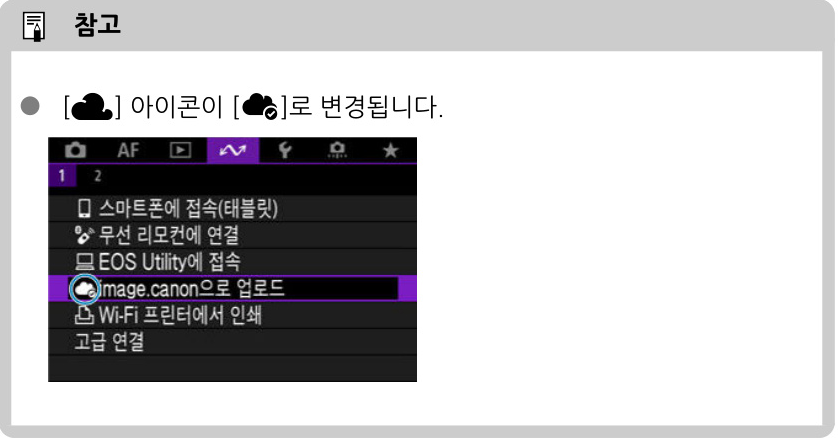 참고
● [] 아이콘이 []로 변경됩니다.
AF
1 2
스마트폰에 접속(태블릿)
무선 리모컨에 연결
EOS Utility에 접속
image.canon으로 업로드
Wi-Fi 프린터에서 인쇄
고급 연결